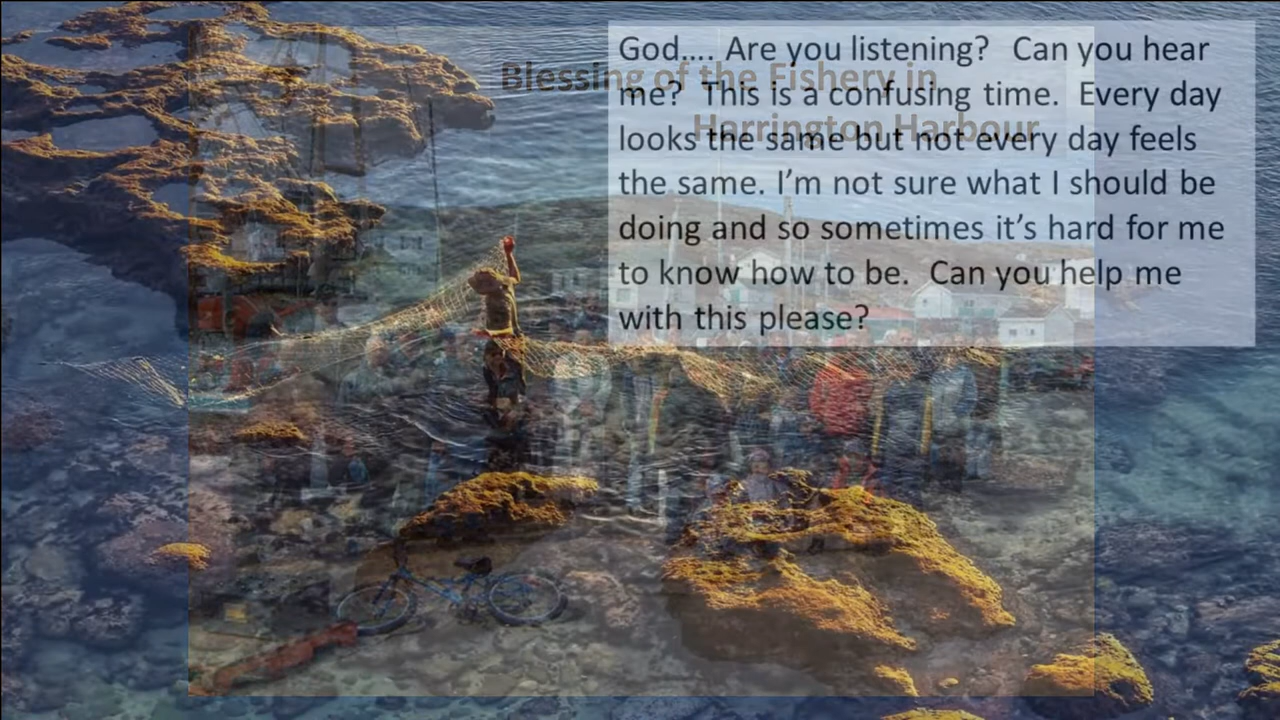 God…. Are you listening?  Can you hear
me?  This is a confusing time.  Every day
looks the same but not every day feels
the same. I’m not sure what I should be
doing and so sometimes it’s hard for me
to know how to be.  Can you help me
with this please?
Blessing of the Fishery in
Harrington Harbour